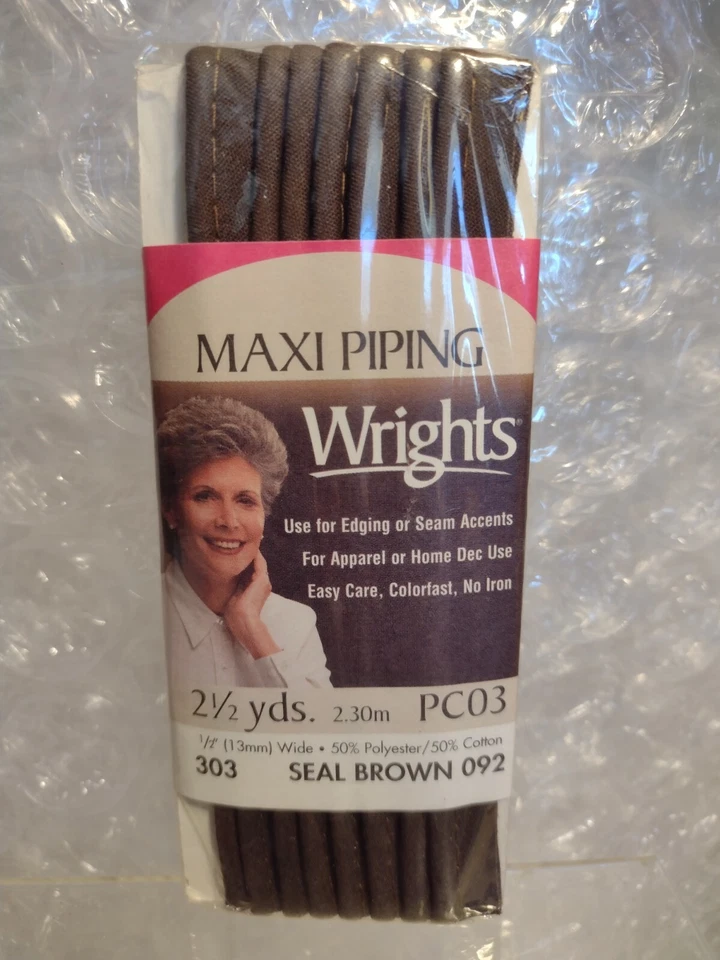 MAXI PIPING
Wrights®
Use for Edging or Seam Accents
For Apparel or Home Dec Use
Easy Care, Colorfast, No Iron
2½ yds. 2.30m PC03
½" (13mm) Wide • 50% Polyester/50% Cotton
303 SEAL BROWN 092